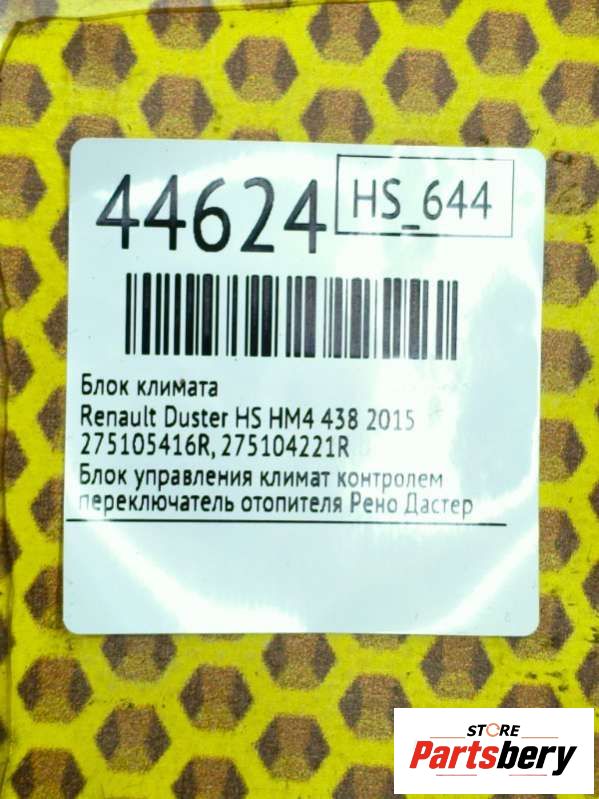 44624
HS_644
Блок климата
Renault Duster HS HM4 438 2015
275105416R, 275104221R
Блок управления климат контролем
переключатель отопителя Рено Дастер
STORE
Partsbery